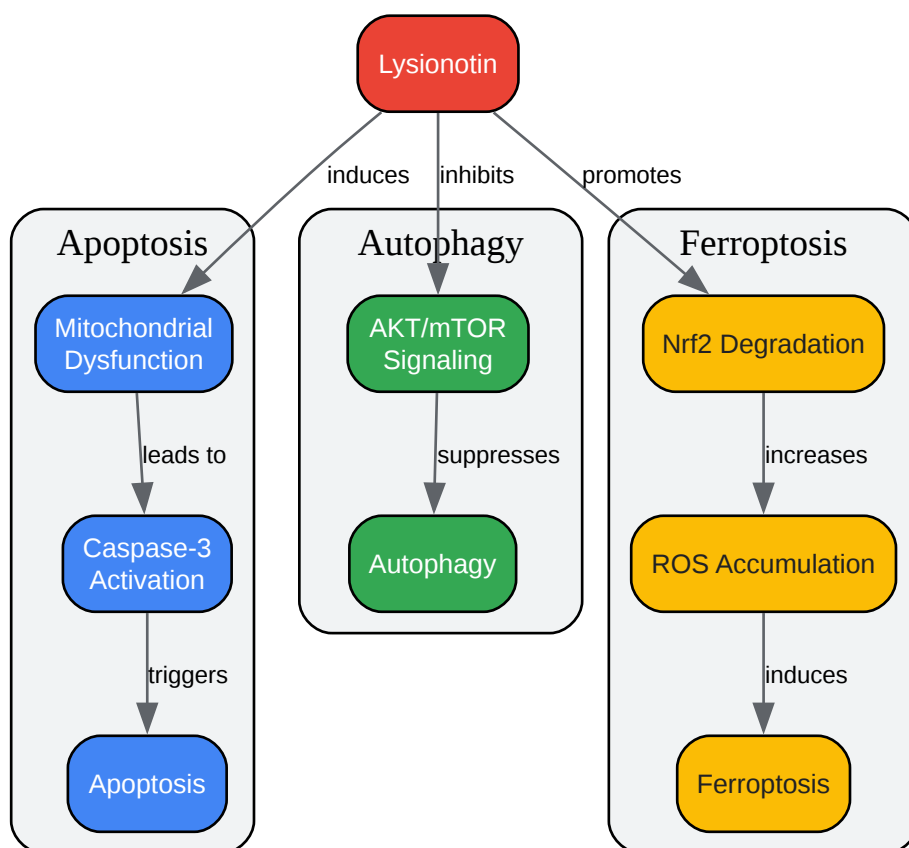 Lysionotin
induces
inhibits
promotes
Apoptosis
Mitochondrial
Dysfunction
leads to
Caspase-3
Activation
triggers
Apoptosis
Autophagy
AKT/mTOR
Signaling
suppresses
Autophagy
Ferroptosis
Nrf2 Degradation
increases
ROS Accumulation
induces
Ferroptosis